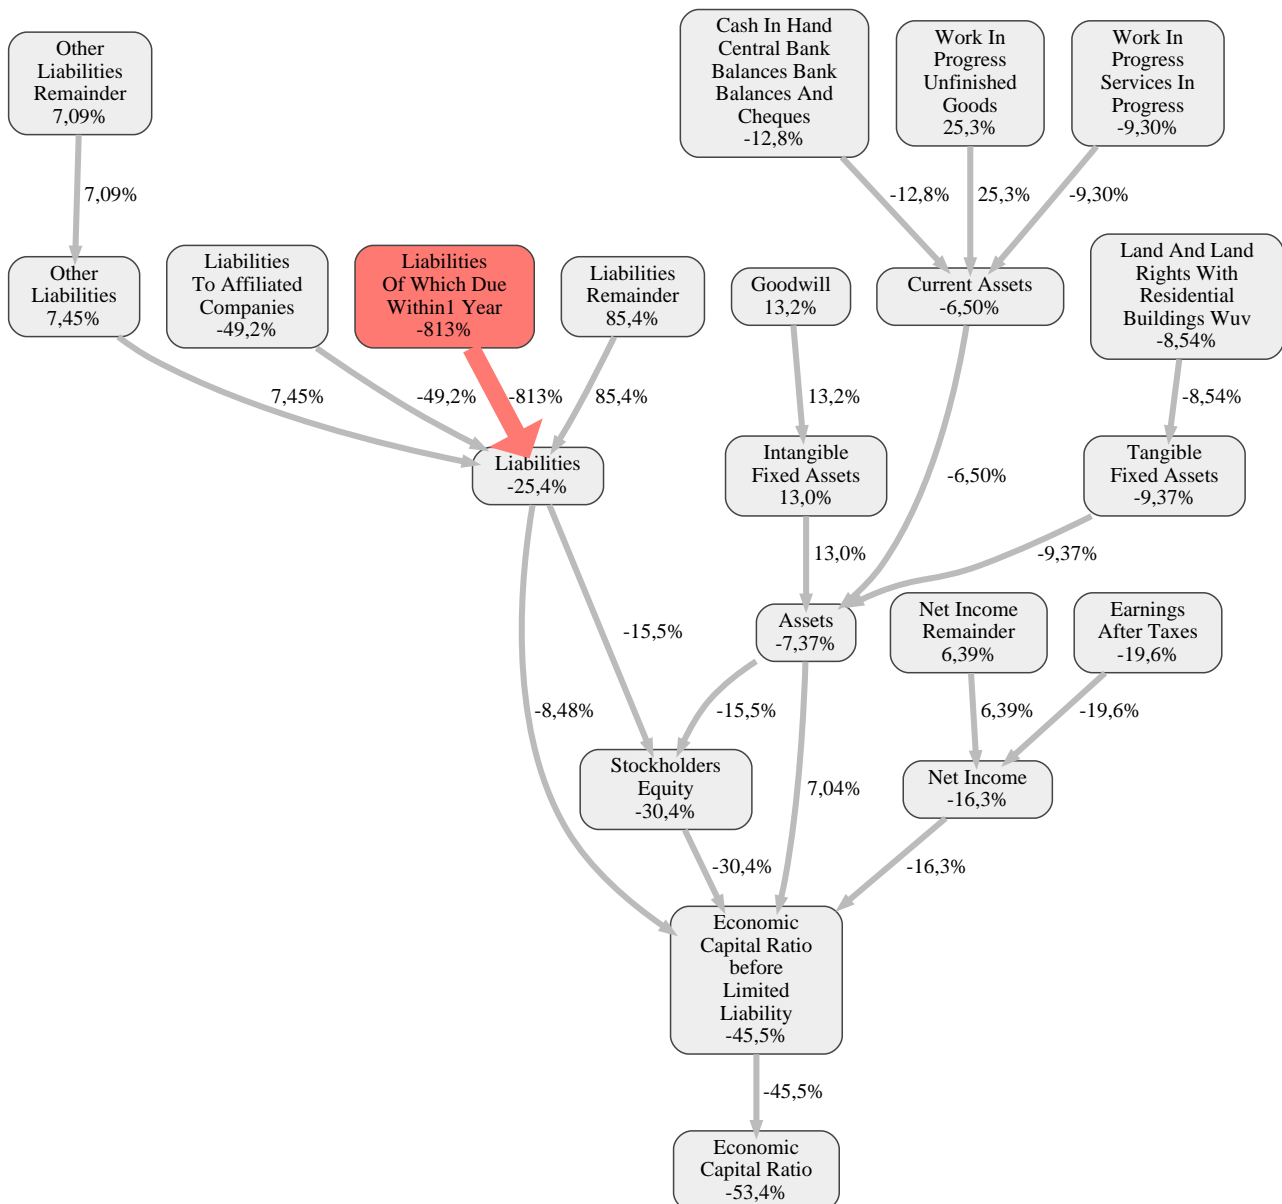 Other
Liabilities
Remainder
7,09%
Cash In Hand
Central Bank
Balances Bank
Balances And
Cheques
-12,8%
Work In
Progress
Unfinished
Goods
25,3%
Work In
Progress
Services In
Progress
-9,30%
7,09%
-12,8%
25,3%
-9,30%
Other
Liabilities
7,45%
Liabilities
To Affiliated
Companies
-49,2%
Liabilities
Of Which Due
Within1 Year
-813%
Liabilities
Remainder
85,4%
Goodwill
13,2%
Current Assets
-6,50%
Land And Land
Rights With
Residential
Buildings Wuv
-8,54%
7,45%
-49,2%
-813%
85,4%
13,2%
-8,54%
Liabilities
-25,4%
Intangible
Fixed Assets
13,0%
-6,50%
Tangible
Fixed Assets
-9,37%
13,0%
-9,37%
-15,5%
Assets
-7,37%
Net Income
Remainder
6,39%
Earnings
After Taxes
-19,6%
-8,48%
-15,5%
6,39%
-19,6%
Stockholders
Equity
-30,4%
7,04%
Net Income
-16,3%
-30,4%
-16,3%
Economic
Capital Ratio
before
Limited
Liability
-45,5%
-45,5%
Economic
Capital Ratio
-53,4%